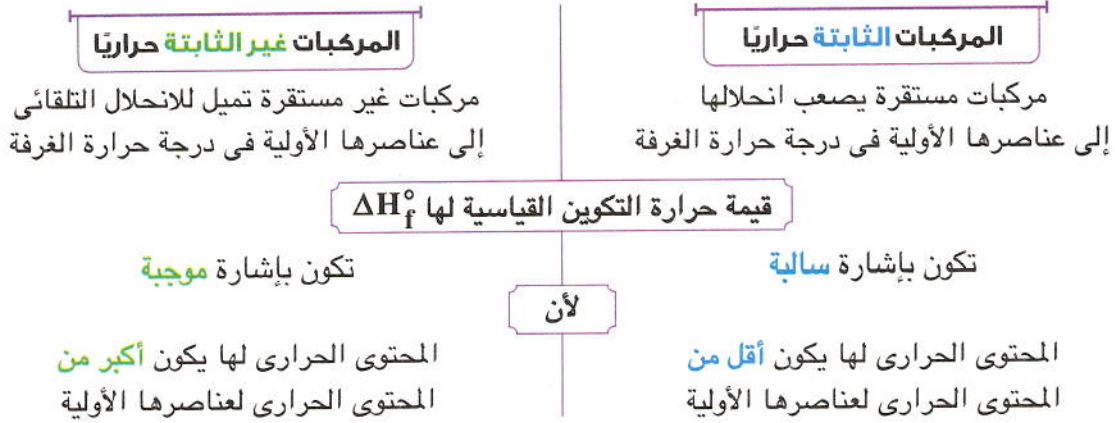 المركبات الثابتة حراريًا
مركبات مستقرة يصعب انحلالها
إلى عناصرها الأولية فى درجة حرارة الغرفة
المركبات غير الثابتة حراريًا
مركبات غير مستقرة تميل للانحلال التلقائى
إلى عناصرها الأولية فى درجة حرارة الغرفة
قيمة حرارة التكوين القياسية لها ΔH°f
تكون بإشارة سالبة
تكون بإشارة موجبة
لأن
المحتوى الحرارى لها يكون أقل من
المحتوى الحرارى لعناصرها الأولية
المحتوى الحرارى لها يكون أكبر من
المحتوى الحرارى لعناصرها الأولية